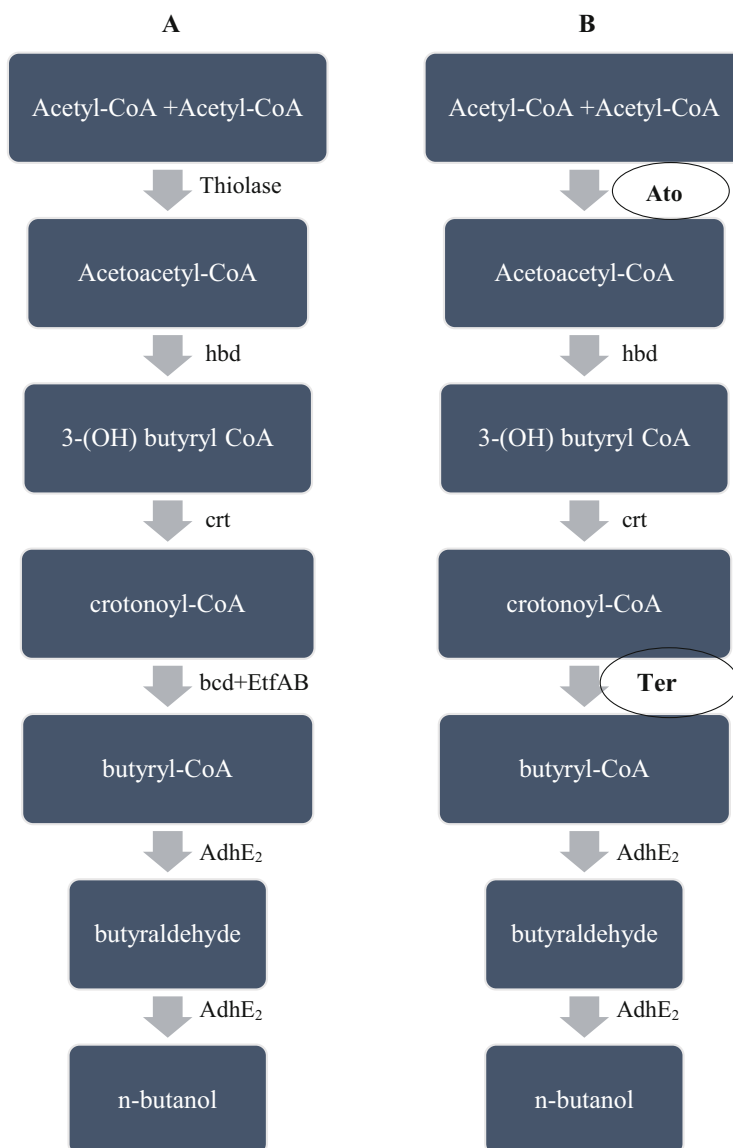 A
Acetyl-CoA +Acetyl-CoA
Thiolase
Acetoacetyl-CoA
hbd
3-(OH) butyryl CoA
crt
crotonoyl-CoA
bcd+EtfAB
butyryl-CoA
AdhE₂
butyraldehyde
AdhE₂
n-butanol
B
Acetyl-CoA +Acetyl-CoA
Ato
Acetoacetyl-CoA
hbd
3-(OH) butyryl CoA
crt
crotonoyl-CoA
Ter
butyryl-CoA
AdhE₂
butyraldehyde
AdhE₂
n-butanol